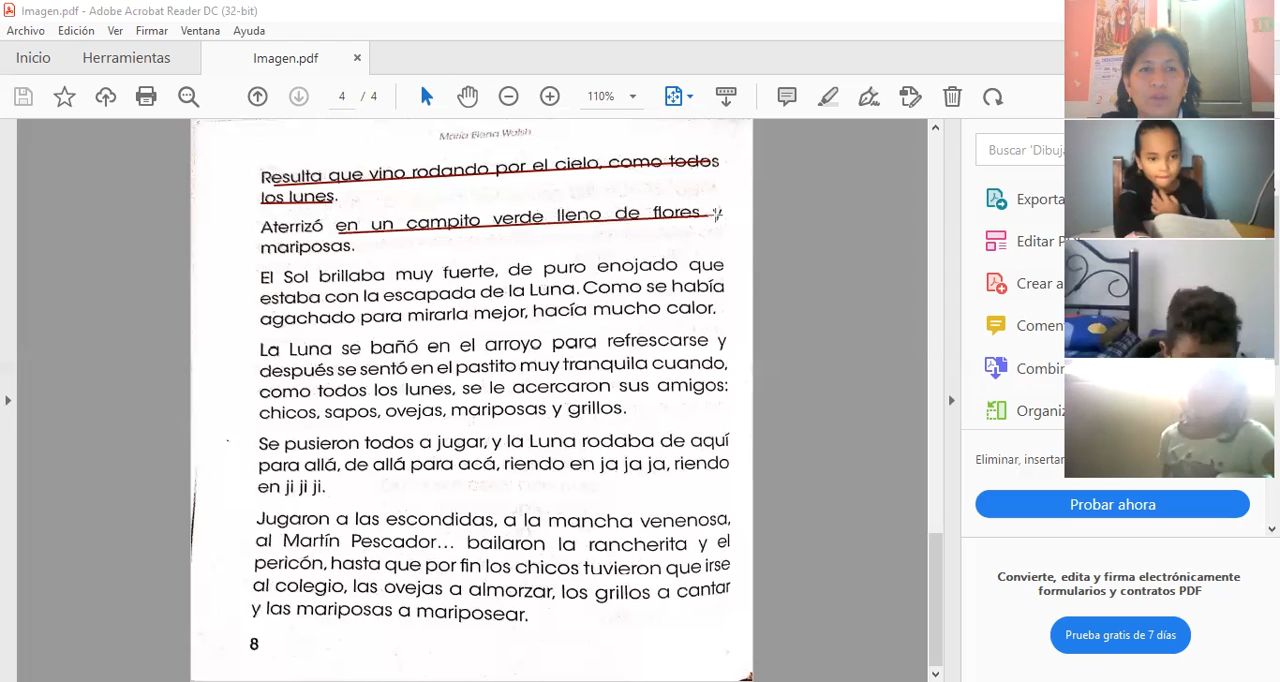 Imagen.pdf - Adobe Acrobat Reader DC (32-bit)
Archivo Edición Ver Firmar Ventana Ayuda
Inicio Herramientas Imagen.pdf ×
4 / 4 110%
María Elena Walsh
Resulta que vino rodando por el cielo, como todos
los lunes.
Aterrizó en un campito verde lleno de flores y
mariposas.
El Sol brillaba muy fuerte, de puro enojado que
estaba con la escapada de la Luna. Como se había
agachado para mirarla mejor, hacía mucho calor.
La Luna se bañó en el arroyo para refrescarse y
después se sentó en el pastito muy tranquila cuando,
como todos los lunes, se le acercaron sus amigos:
chicos, sapos, ovejas, mariposas y grillos.
Se pusieron todos a jugar, y la Luna rodaba de aquí
para allá, de allá para acá, riendo en ja ja ja, riendo
en ji ji ji.
Jugaron a las escondidas, a la mancha venenosa,
al Martín Pescador... bailaron la rancherita y el
pericón, hasta que por fin los chicos tuvieron que irse
al colegio, las ovejas a almorzar, los grillos a cantar
y las mariposas a mariposear.
8
Buscar 'Dibuj
Exporta
Editar P
Crear a
Comen
Combin
Organiz
Eliminar, insertar
Probar ahora
Convierte, edita y firma electrónicamente
formularios y contratos PDF
Prueba gratis de 7 días